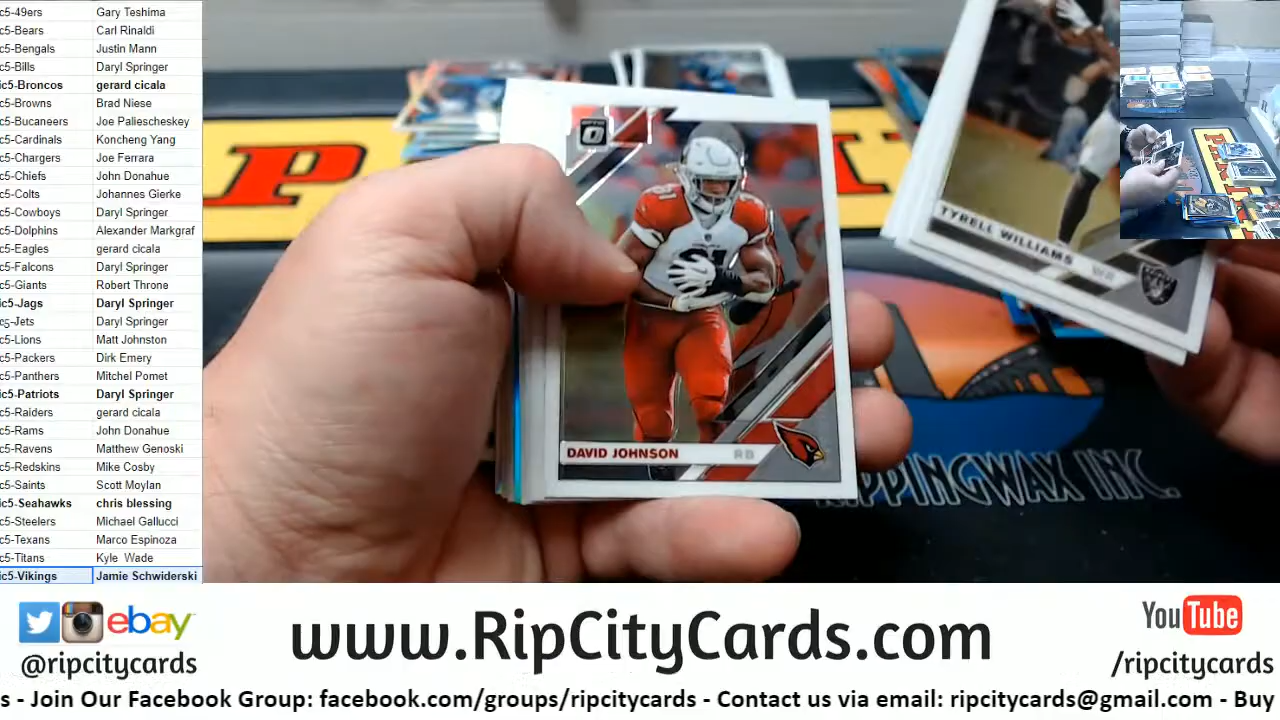 c5-49ers Gary Teshima
c5-Bears Carl Rinaldi
c5-Bengals Justin Mann
c5-Bills Daryl Springer
ic5-Broncos gerard cicala
c5-Browns Brad Niese
c5-Bucaneers Joe Paliescheskey
c5-Cardinals Koncheng Yang
c5-Chargers Joe Ferrara
c5-Chiefs John Donahue
c5-Colts Johannes Gierke
c5-Cowboys Daryl Springer
c5-Dolphins Alexander Markgraf
c5-Eagles gerard cicala
c5-Falcons Daryl Springer
c5-Giants Robert Throne
ic5-Jags Daryl Springer
c5-Jets Daryl Springer
c5-Lions Matt Johnston
c5-Packers Dirk Emery
c5-Panthers Mitchel Pomet
ic5-Patriots Daryl Springer
c5-Raiders gerard cicala
c5-Rams John Donahue
c5-Ravens Matthew Genoski
c5-Redskins Mike Cosby
c5-Saints Scott Moylan
ic5-Seahawks chris blessing
c5-Steelers Michael Gallucci
c5-Texans Marco Espinoza
c5-Titans Kyle Wade
ic5-Vikings Jamie Schwiderski
OPTIC
TYRELL WILLIAMS WR
DAVID JOHNSON RB
RIPPINGWAX INC.
ebay
@ripcitycards
www.RipCityCards.com
YouTube
/ripcitycards
s - Join Our Facebook Group: facebook.com/groups/ripcitycards - Contact us via email: ripcitycards@gmail.com - Buy